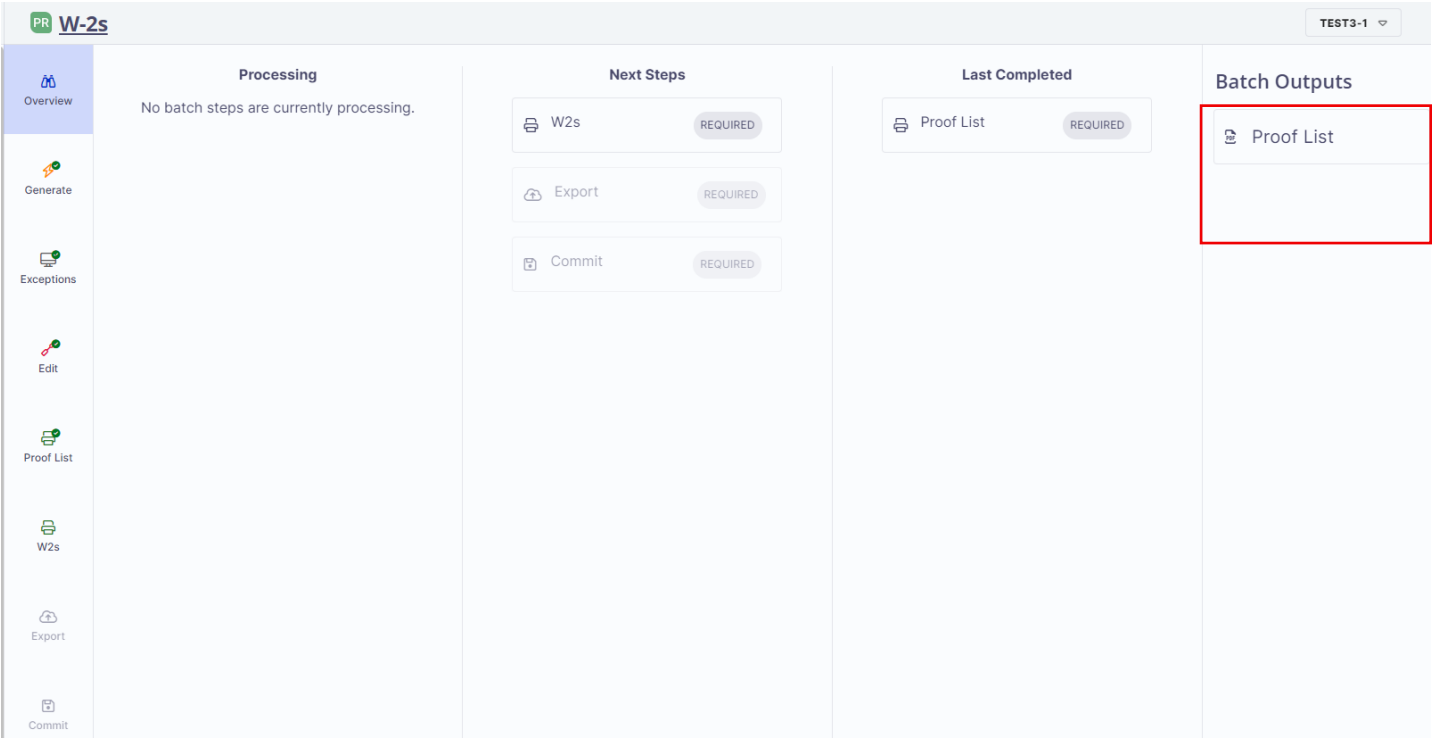 PR W-2s
TEST3-1
Overview
Generate
Exceptions
Edit
Proof List
W2s
Export
Commit
Processing
No batch steps are currently processing.
Next Steps
W2s REQUIRED
Export REQUIRED
Commit REQUIRED
Last Completed
Proof List REQUIRED
Batch Outputs
PDF Proof List